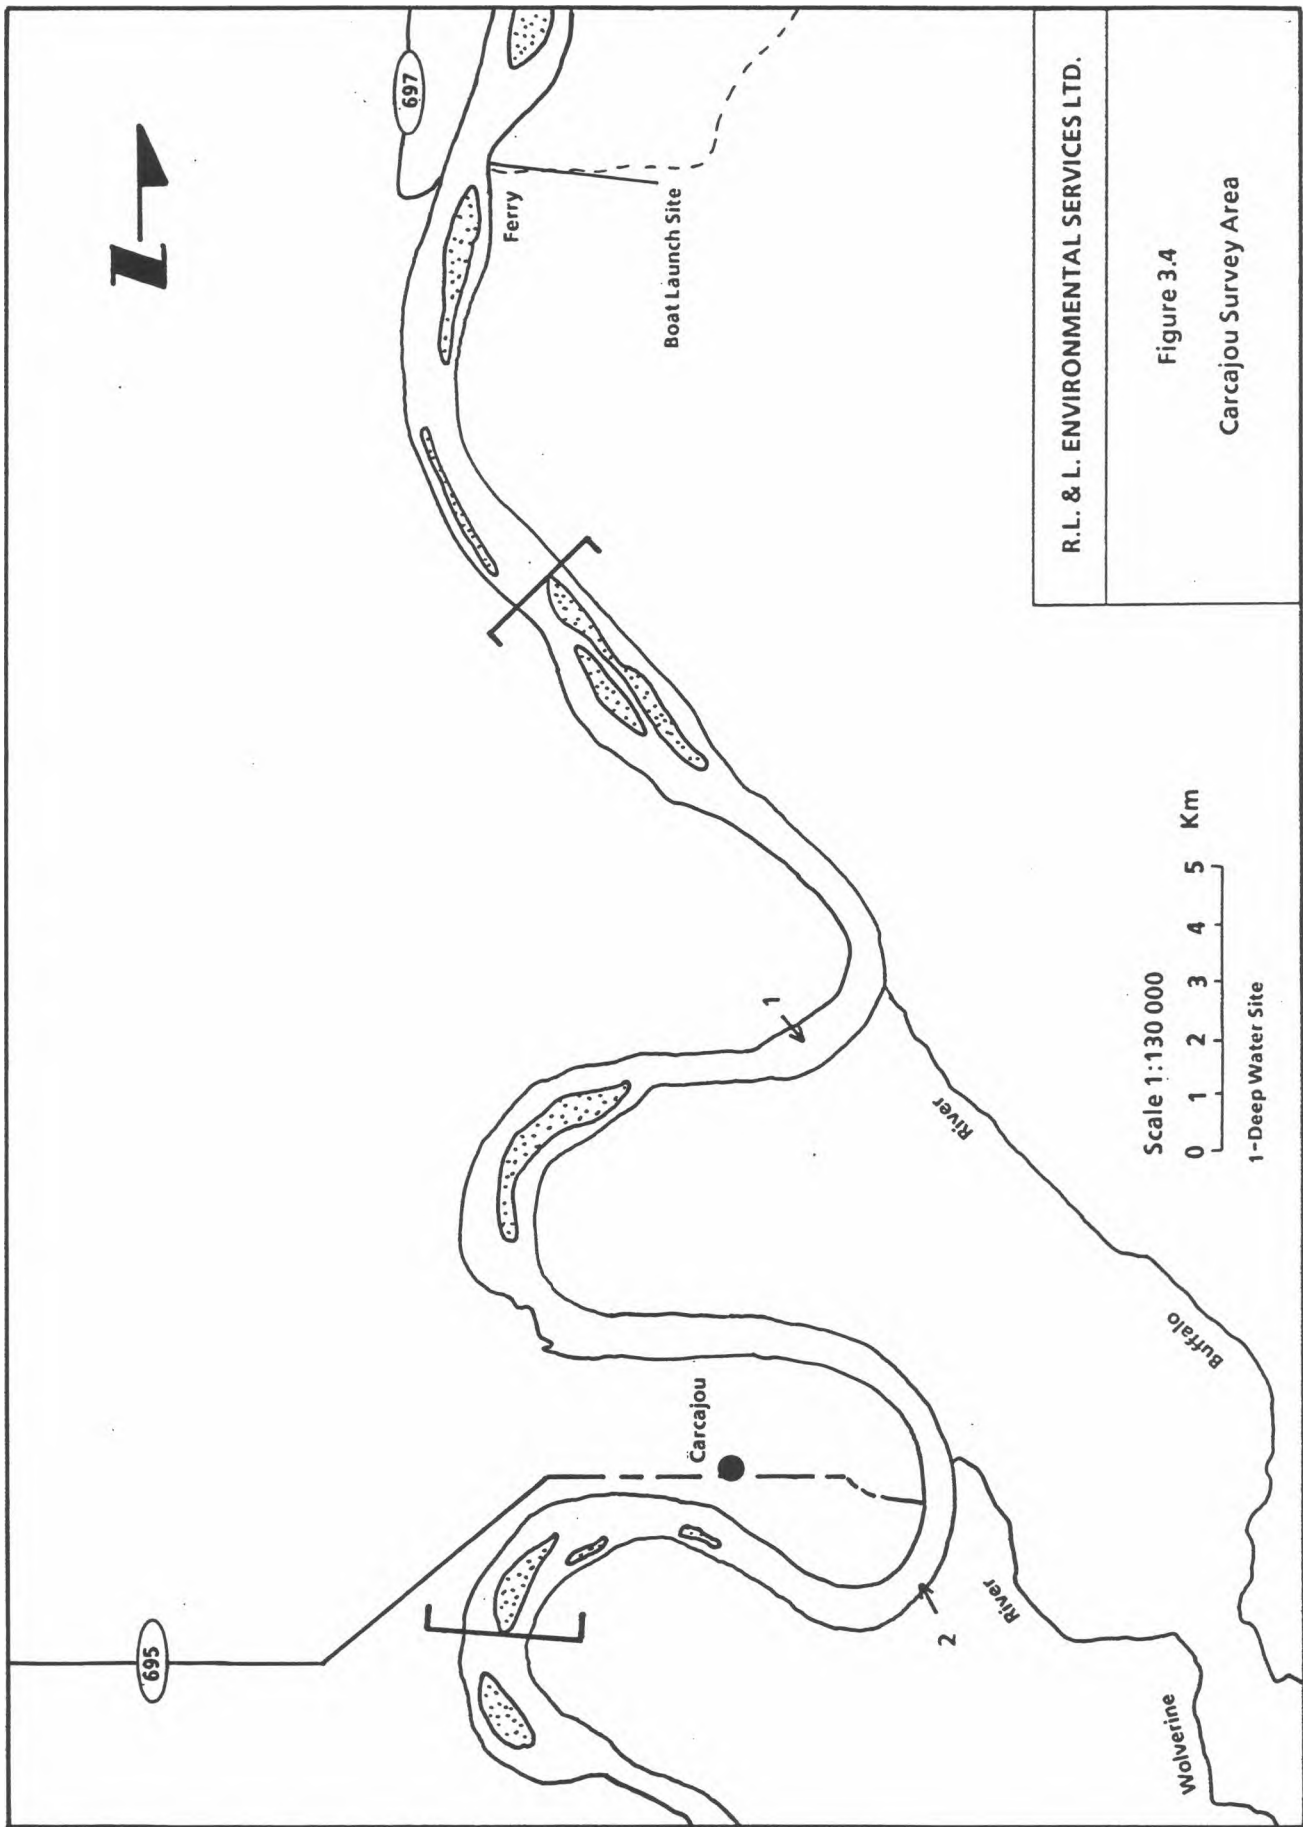 N
695
697
Ferry
Boat Launch Site
Carcajou
1
2
River
Buffalo
River
Wolverine
Scale 1:130 000
0 1 2 3 4 5 Km
1-Deep Water Site
R.L. & L. ENVIRONMENTAL SERVICES LTD.
Figure 3.4
Carcajou Survey Area